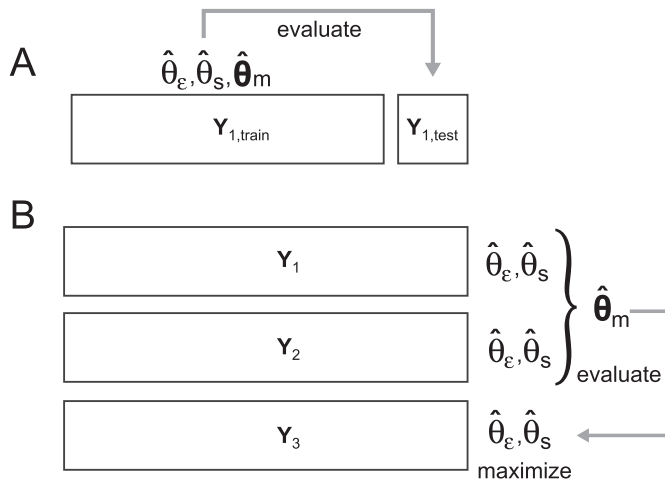 evaluate
A
θ̂ε,θ̂s,𝛉̂m
Y1,train
Y1,test
B
Y1
θ̂ε,θ̂s
Y2
θ̂ε,θ̂s
𝛉̂m
evaluate
Y3
θ̂ε,θ̂s
maximize